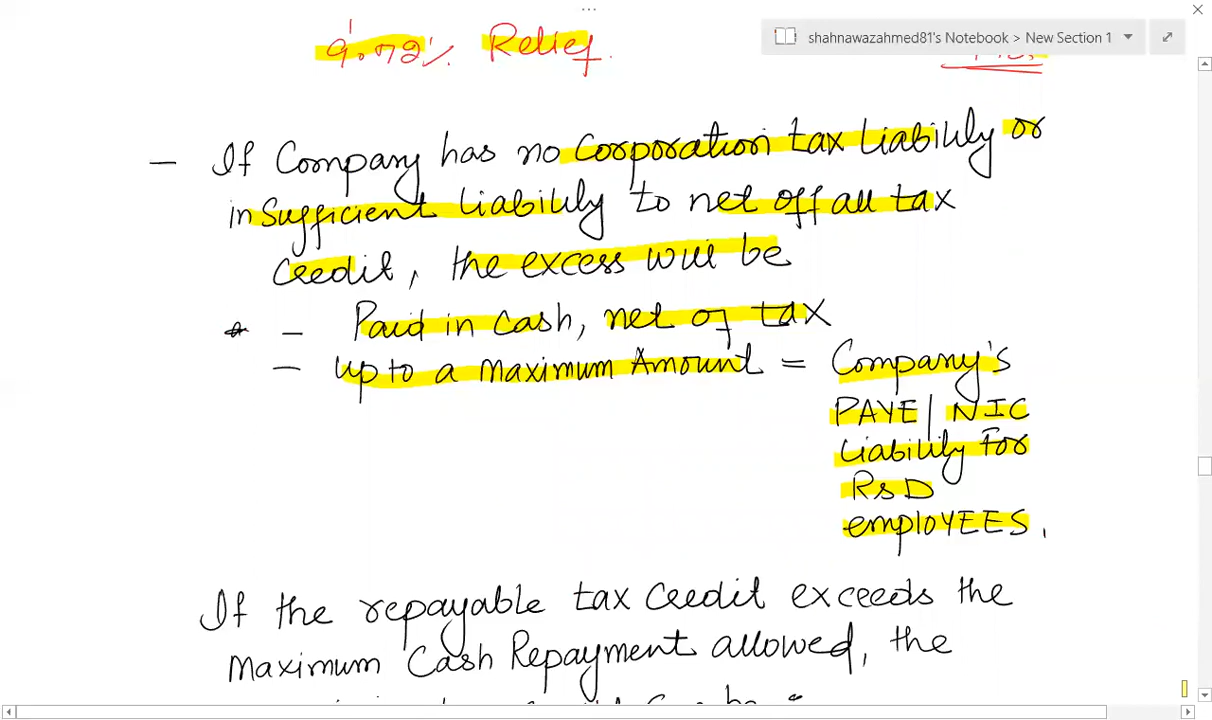 shahnawazahmed81's Notebook > New Section 1
9.72% Relief.
- If Company has no corporation tax liability or
insufficient liability to net off all tax
credit, the excess will be
* - Paid in cash, net of tax
- up to a maximum Amount = Company's
PAYE | NIC
Liability For
R&D
employEES.
If the repayable tax credit exceeds the
maximum Cash Repayment allowed, the